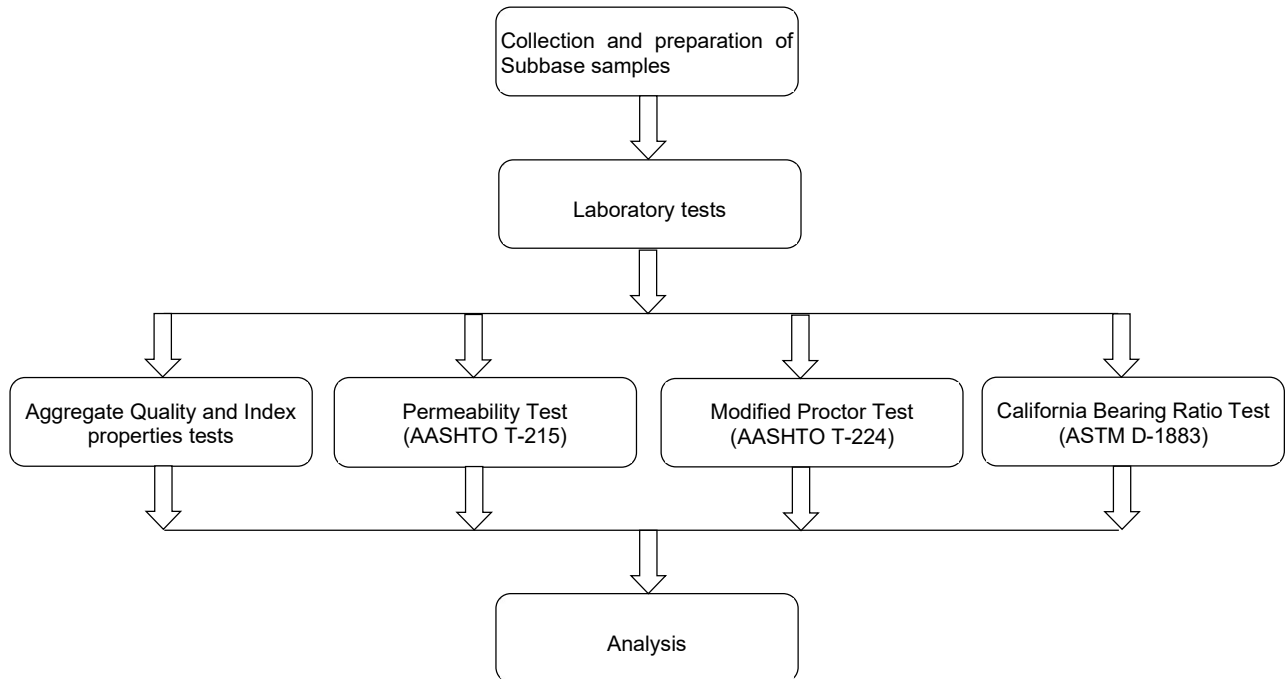 Collection and preparation of
Subbase samples
Laboratory tests
Aggregate Quality and Index
properties tests
Permeability Test
(AASHTO T-215)
Modified Proctor Test
(AASHTO T-224)
California Bearing Ratio Test
(ASTM D-1883)
Analysis